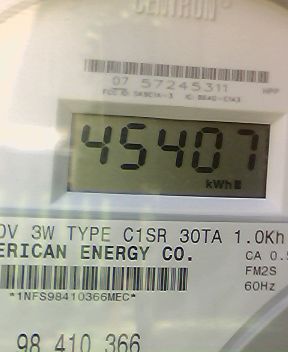 CENTRON®
07 57245311
HPP
45407
kWh
0V 3W TYPE C1SR 30TA 1.0Kh
ERICAN ENERGY CO.
CA 0.5
FM2S
60Hz
*1NFS98410366MEC*
98 410 366